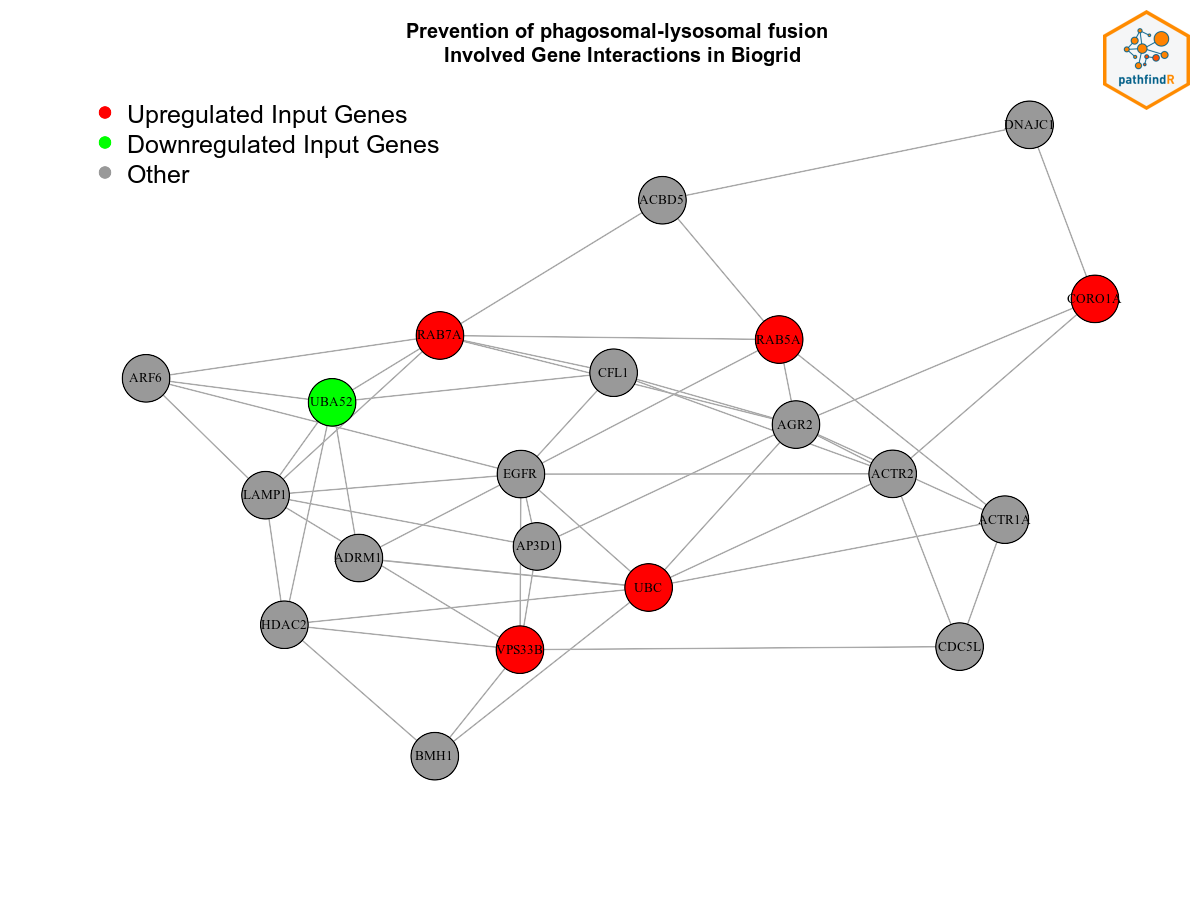 Prevention of phagosomal-lysosomal fusion
Involved Gene Interactions in Biogrid
pathfindR
Upregulated Input Genes
Downregulated Input Genes
Other
DNAJC1
ACBD5
CORO1A
RAB7A
RAB5A
CFL1
ARF6
UBA52
AGR2
EGFR
ACTR2
LAMP1
ACTR1A
AP3D1
ADRM1
UBC
HDAC2
VPS33B
CDC5L
BMH1